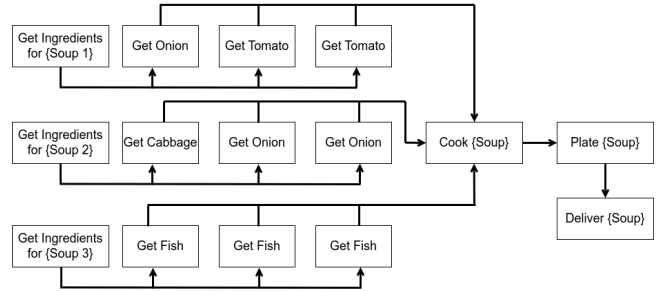 Get Ingredients
for {Soup 1}
Get Onion
Get Tomato
Get Tomato
Get Ingredients
for {Soup 2}
Get Cabbage
Get Onion
Get Onion
Cook {Soup}
Plate {Soup}
Deliver {Soup}
Get Ingredients
for {Soup 3}
Get Fish
Get Fish
Get Fish